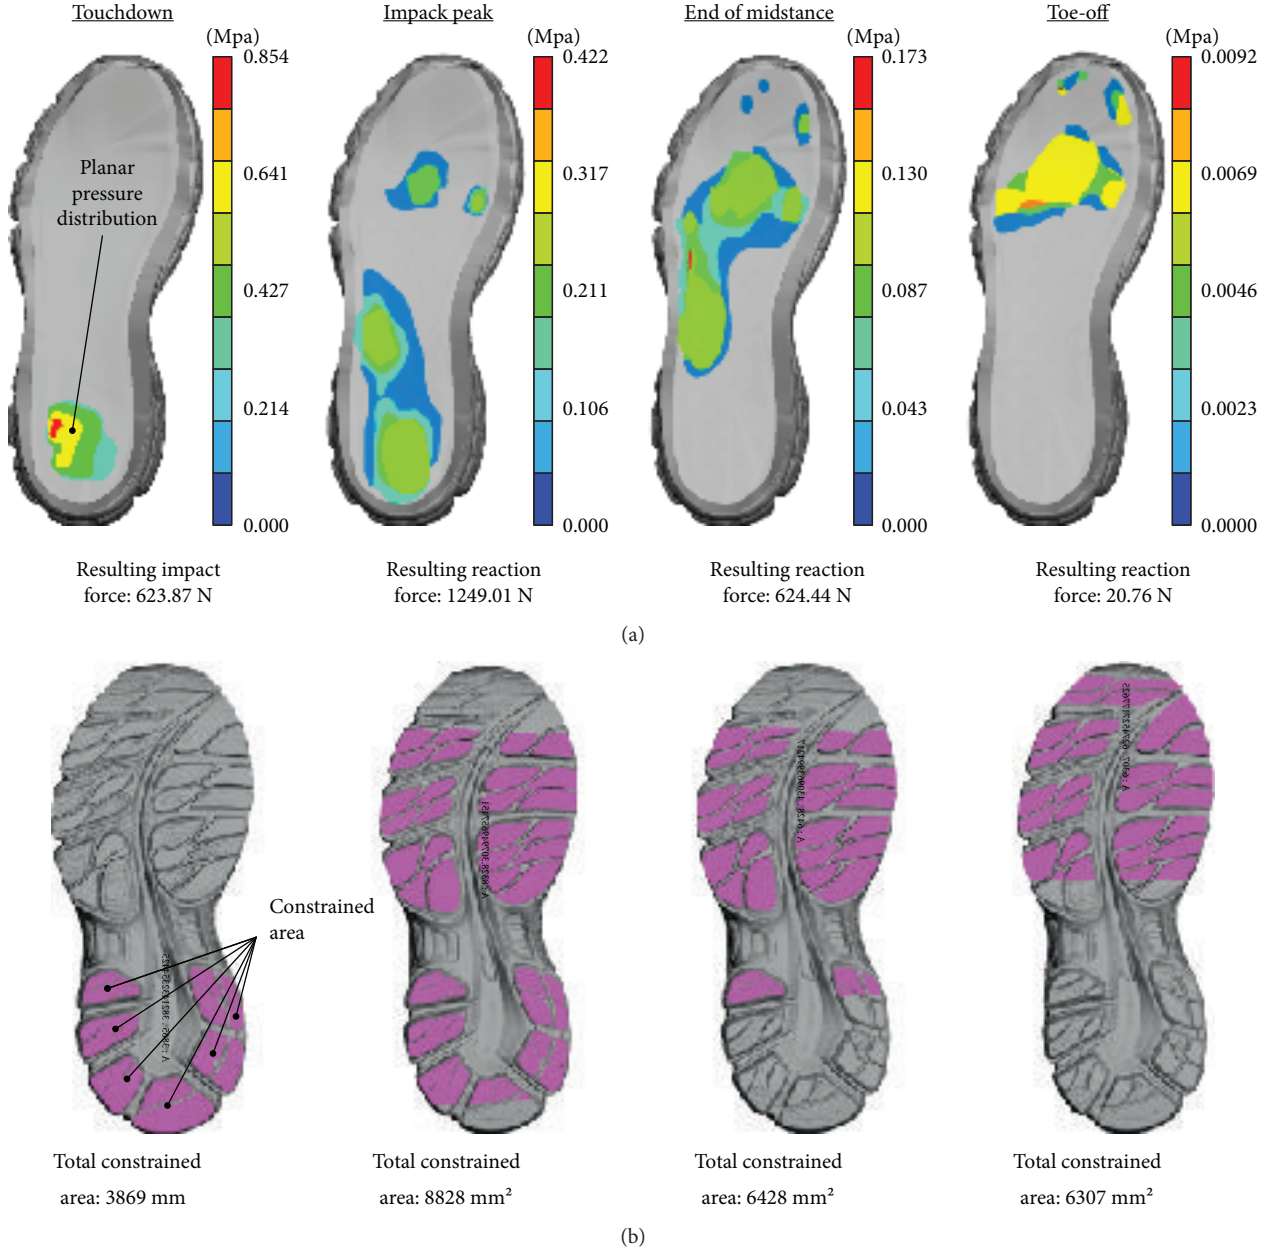 Touchdown
Impack peak
End of midstance
Toe-off
(Mpa)
0.854
0.641
0.427
0.214
0.000
Planar
pressure
distribution
(Mpa)
0.422
0.317
0.211
0.106
0.000
(Mpa)
0.173
0.130
0.087
0.043
0.000
(Mpa)
0.0092
0.0069
0.0046
0.0023
0.0000
Resulting impact
force: 623.87 N
Resulting reaction
force: 1249.01 N
Resulting reaction
force: 624.44 N
Resulting reaction
force: 20.76 N
(a)
Constrained
area
Total constrained
area: 3869 mm
Total constrained
area: 8828 mm²
Total constrained
area: 6428 mm²
Total constrained
area: 6307 mm²
(b)